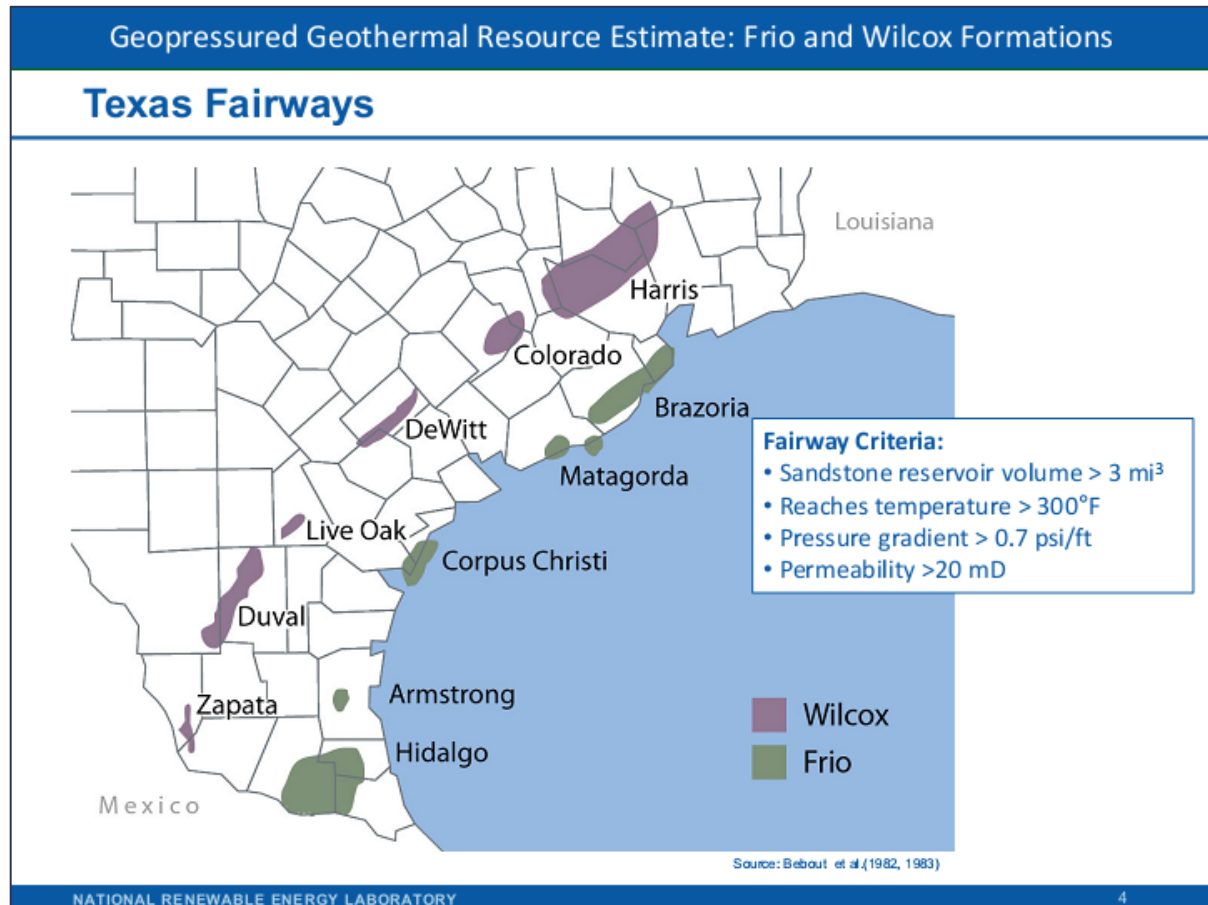 Geopressured Geothermal Resource Estimate: Frio and Wilcox Formations
Texas Fairways
Louisiana
Harris
Colorado
Brazoria
DeWitt
Matagorda
Fairway Criteria:
• Sandstone reservoir volume > 3 mi³
• Reaches temperature > 300°F
• Pressure gradient > 0.7 psi/ft
• Permeability >20 mD
Live Oak
Corpus Christi
Duval
Zapata
Armstrong
Hidalgo
Wilcox
Frio
Mexico
Source: Bebout et al.(1982, 1983)
NATIONAL RENEWABLE ENERGY LABORATORY
4